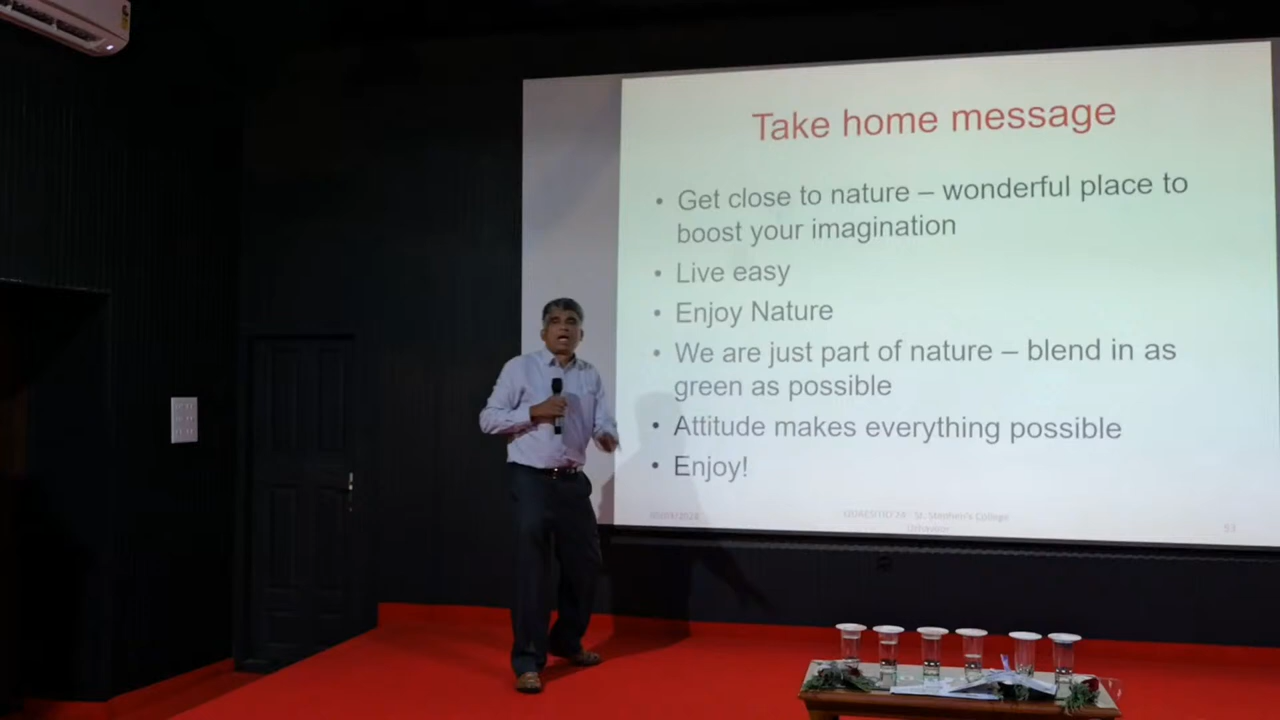 Take home message
• Get close to nature – wonderful place to
boost your imagination
• Live easy
• Enjoy Nature
• We are just part of nature – blend in as
green as possible
• Attitude makes everything possible
• Enjoy!
St. Stephen's College
53